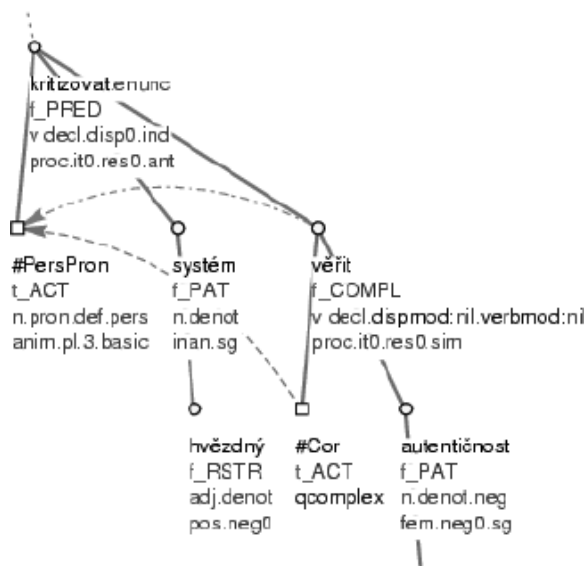 kritizovat.enunc
f_PRED
v decl.disp0.ind
proc.it0.res0.ant
#PersPron
t_ACT
n.pron.def.pers
anim.pl.3.basic
systém
f_PAT
n.denot
inan.sg
věřit
f_COMPL
v decl.dispmod:nil.verbmod:nil
proc.it0.res0.sim
hvězdný
f_RSTR
adj.denot
pos.neg0
#Cor
t_ACT
qcomplex
autentičnost
f_PAT
n.denot.neg
fem.neg0.sg